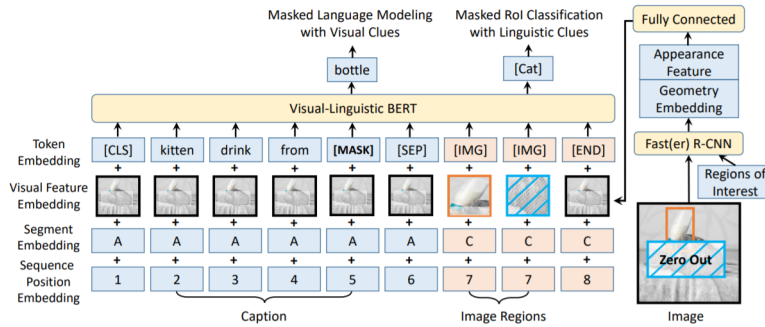 Masked Language Modeling
with Visual Clues
Masked RoI Classification
with Linguistic Clues
Fully Connected
bottle
[Cat]
Appearance
Feature
Geometry
Embedding
Visual-Linguistic BERT
Fast(er) R-CNN
Token
Embedding
[CLS] kitten drink from [MASK] [SEP] [IMG] [IMG] [END]
+ + + + + + + + +
Regions of
Interest
Visual Feature
Embedding
+ + + + + + + + +
Segment
Embedding
A A A A A A C C C
Zero Out
+ + + + + + + + +
Sequence
Position
Embedding
1 2 3 4 5 6 7 7 8
Caption
Image Regions
Image